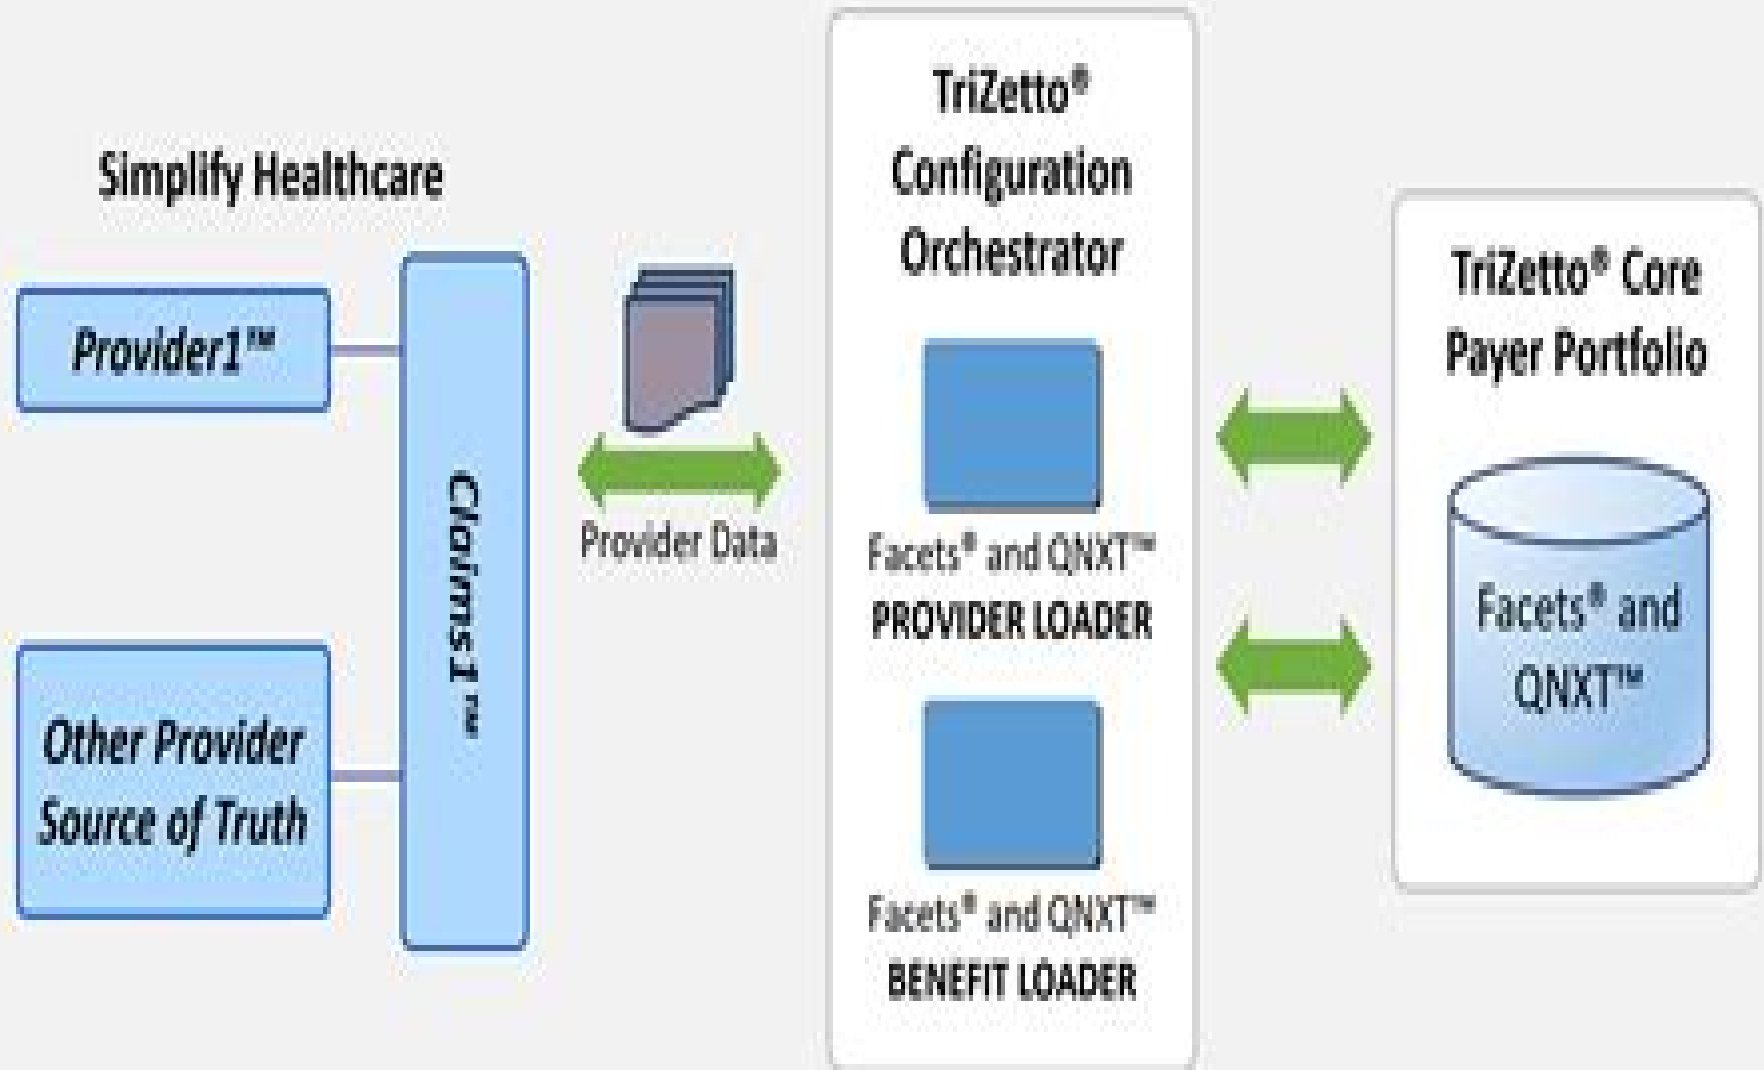 Simplify Healthcare
Provider1™
Other Provider
Source of Truth
Claims1™
Provider Data
TriZetto®
Configuration
Orchestrator
Facets® and QNXT™
PROVIDER LOADER
Facets® and QNXT™
BENEFIT LOADER
TriZetto® Core
Payer Portfolio
Facets® and
QNXT™